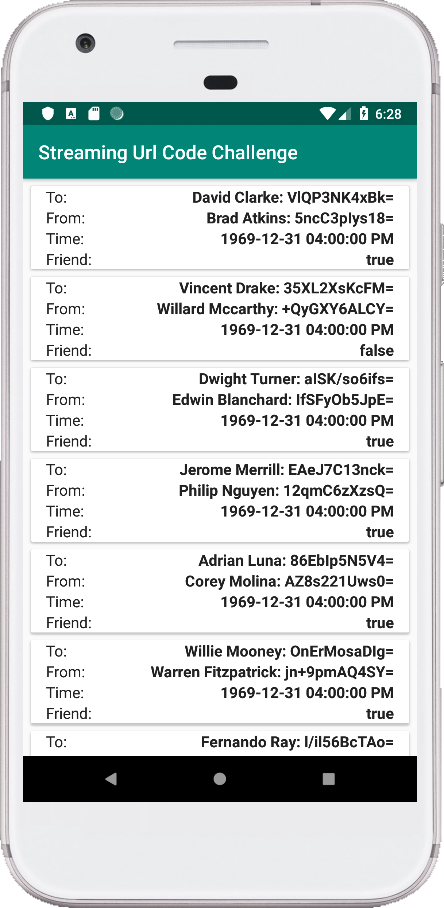 6:28
Streaming Url Code Challenge
To: David Clarke: VlQP3NK4xBk=
From: Brad Atkins: 5ncC3plys18=
Time: 1969-12-31 04:00:00 PM
Friend: true
To: Vincent Drake: 35XL2XsKcFM=
From: Willard Mccarthy: +QyGXY6ALCY=
Time: 1969-12-31 04:00:00 PM
Friend: false
To: Dwight Turner: aISK/so6ifs=
From: Edwin Blanchard: IfSFyOb5JpE=
Time: 1969-12-31 04:00:00 PM
Friend: true
To: Jerome Merrill: EAeJ7C13nck=
From: Philip Nguyen: 12qmC6zXzsQ=
Time: 1969-12-31 04:00:00 PM
Friend: true
To: Adrian Luna: 86EbIp5N5V4=
From: Corey Molina: AZ8s221Uws0=
Time: 1969-12-31 04:00:00 PM
Friend: true
To: Willie Mooney: OnErMosaDIg=
From: Warren Fitzpatrick: jn+9pmAQ4SY=
Time: 1969-12-31 04:00:00 PM
Friend: true
To: Fernando Ray: l/iI56BcTAo=